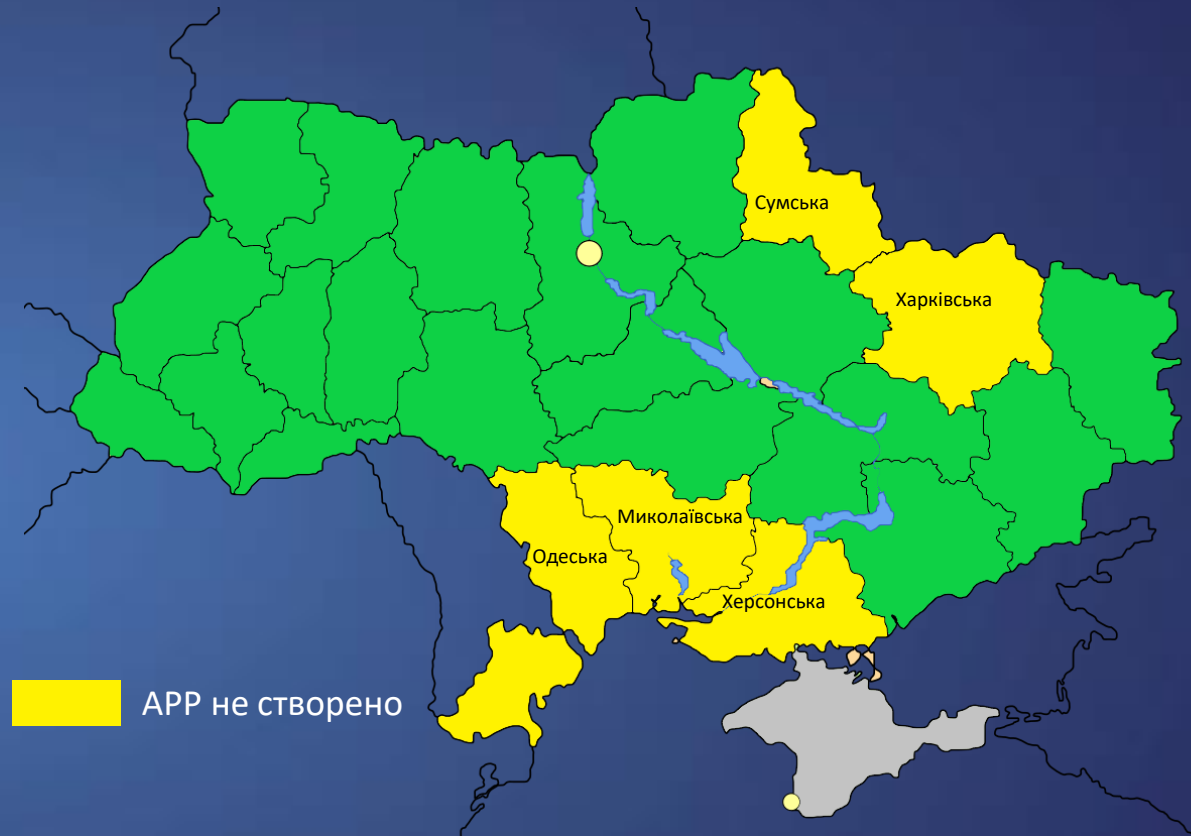 Сумська
Харківська
Миколаївська
Одеська
Херсонська
АРР не створено